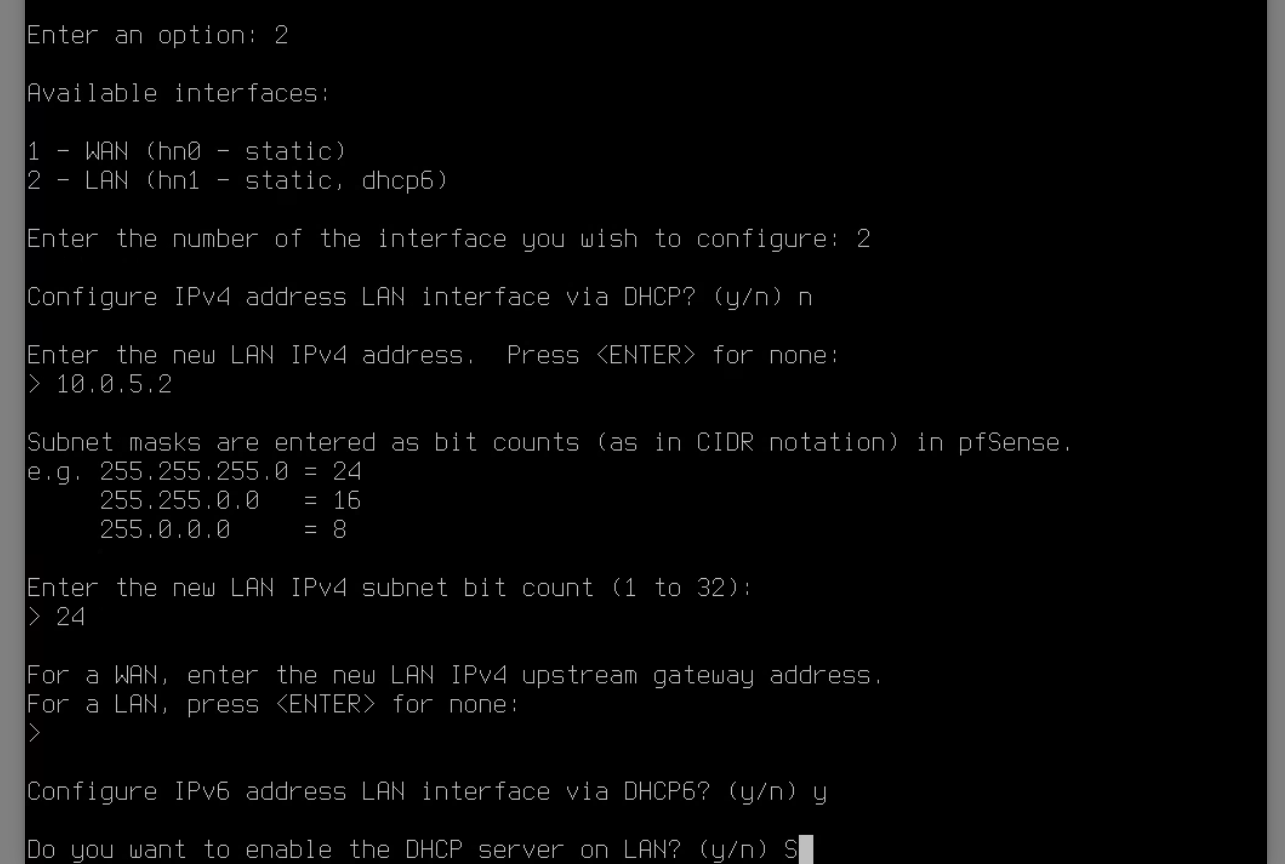 Enter an option: 2
Available interfaces:
1 - WAN (hn0 - static)
2 - LAN (hn1 - static, dhcp6)
Enter the number of the interface you wish to configure: 2
Configure IPv4 address LAN interface via DHCP? (y/n) n
Enter the new LAN IPv4 address.  Press <ENTER> for none:
> 10.0.5.2
Subnet masks are entered as bit counts (as in CIDR notation) in pfSense.
e.g. 255.255.255.0 = 24
     255.255.0.0   = 16
     255.0.0.0     = 8
Enter the new LAN IPv4 subnet bit count (1 to 32):
> 24
For a WAN, enter the new LAN IPv4 upstream gateway address.
For a LAN, press <ENTER> for none:
>
Configure IPv6 address LAN interface via DHCP6? (y/n) y
Do you want to enable the DHCP server on LAN? (y/n) S